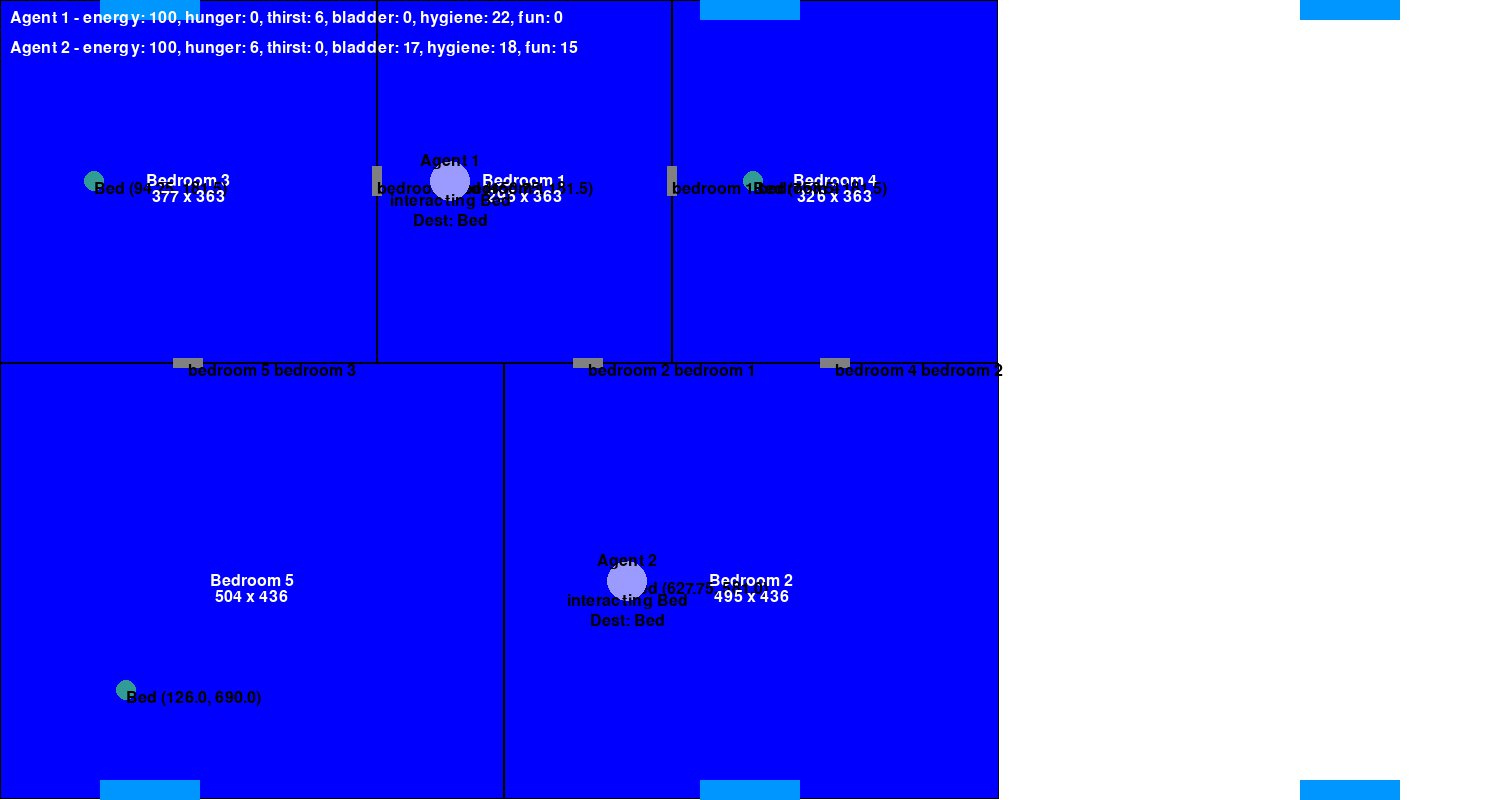 Agent 1 - energy: 100, hunger: 0, thirst: 6, bladder: 0, hygiene: 22, fun: 0
Agent 2 - energy: 100, hunger: 6, thirst: 0, bladder: 17, hygiene: 18, fun: 15
Agent 1
Bedroom 3
Bedroom 1
Bedroom 4
Bed
377 x 363
295 x 363
326 x 363
interacting Bed
Dest: Bed
bedroom 5 bedroom 3
bedroom 2 bedroom 1
bedroom 4 bedroom 2
Agent 2
Bedroom 5
Bedroom 2
504 x 436
495 x 436
interacting Bed
Dest: Bed
Bed (126.0, 690.0)